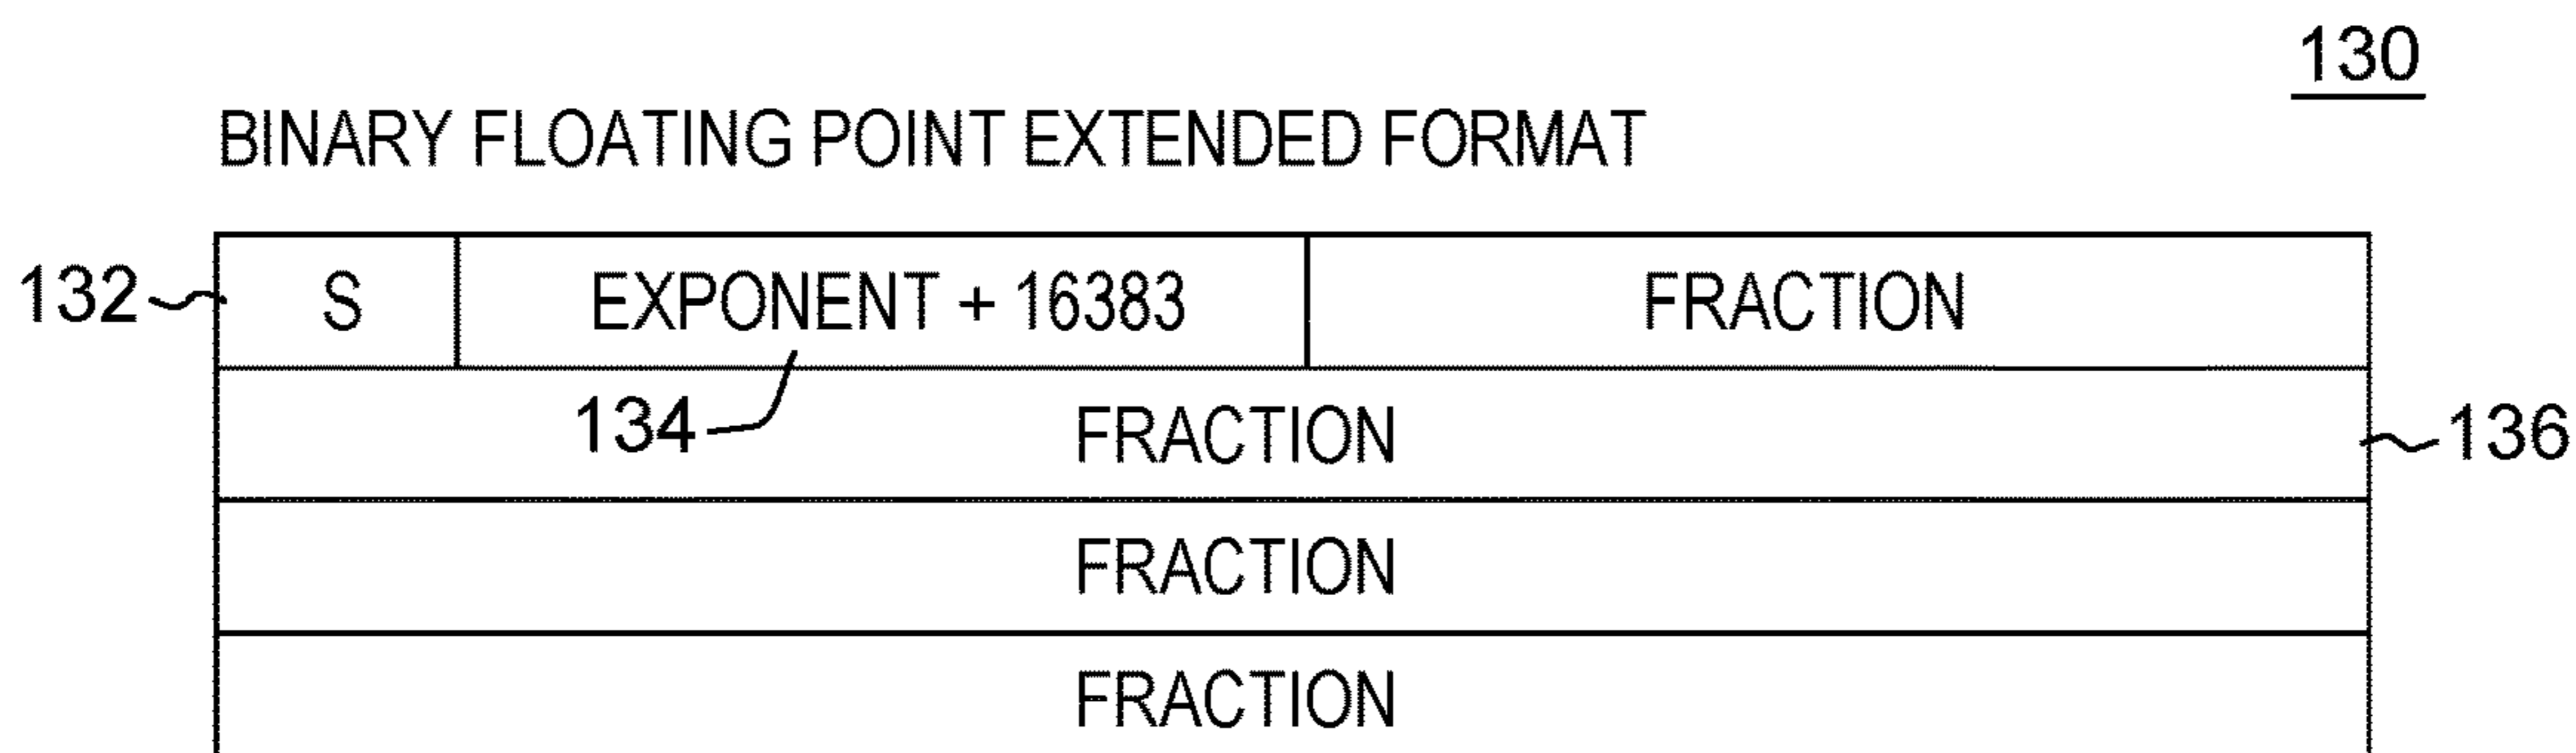 130
BINARY FLOATING POINT EXTENDED FORMAT
132 S EXPONENT + 16383 FRACTION
134 FRACTION 136
FRACTION
FRACTION